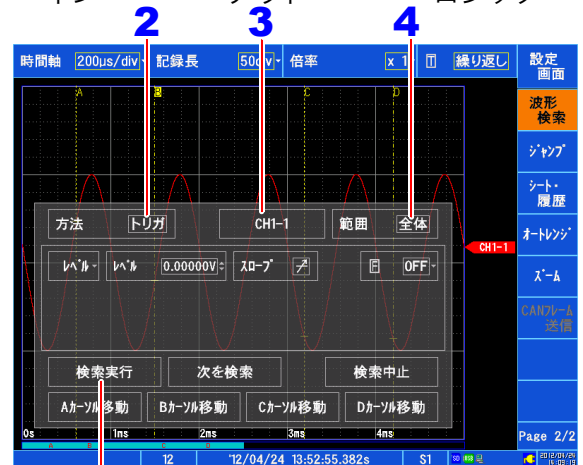 2 3 4
時間軸 200μs/div 記録長 50div 倍率 x 1 T 繰り返し 設定画面
A B C D
波形検索
ジャンプ
シート・履歴
方法 トリガ CH1-1 範囲 全体
オートレンジ
CH1-1
レベル レベル 0.00000V スロープ F OFF
ズーム
CANフレーム送信
検索実行 次を検索 検索中止
Aカーソル移動 Bカーソル移動 Cカーソル移動 Dカーソル移動
0s 1ms 2ms 3ms 4ms
Page 2/2
12 '12/04/24 13:52:55.382s S1 SD USB